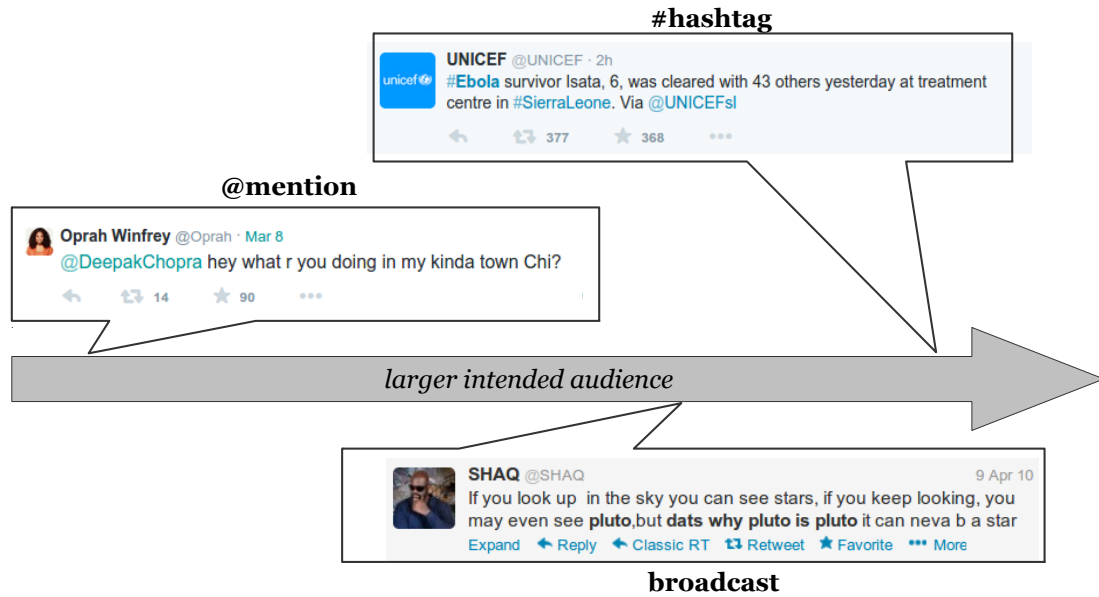 #hashtag
unicef
UNICEF @UNICEF · 2h
#Ebola survivor Isata, 6, was cleared with 43 others yesterday at treatment
centre in #SierraLeone. Via @UNICEFsl
377 368
@mention
Oprah Winfrey @Oprah · Mar 8
@DeepakChopra hey what r you doing in my kinda town Chi?
14 90
larger intended audience
SHAQ @SHAQ 9 Apr 10
If you look up in the sky you can see stars, if you keep looking, you
may even see pluto,but dats why pluto is pluto it can neva b a star
Expand Reply Classic RT Retweet Favorite More
broadcast